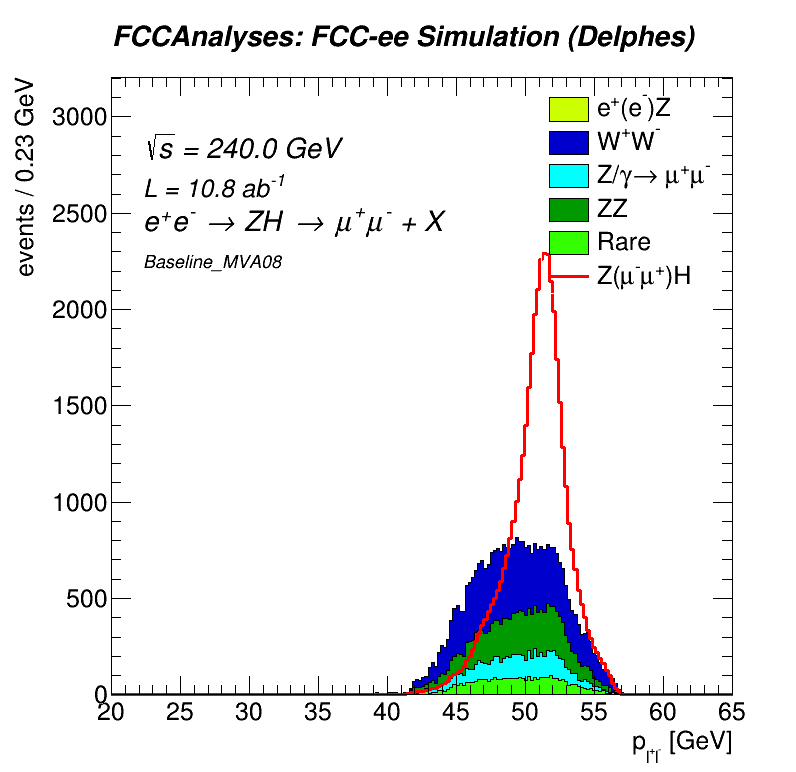 FCCAnalyses: FCC-ee Simulation (Delphes)
events / 0.23 GeV
3000
2500
2000
1500
1000
500
0
√s = 240.0 GeV
L = 10.8 ab⁻¹
e⁺e⁻ → ZH → μ⁺μ⁻ + X
Baseline_MVA08
e⁺(e⁻)Z
W⁺W⁻
Z/γ→ μ⁺μ⁻
ZZ
Rare
Z(μ⁻μ⁺)H
20 25 30 35 40 45 50 55 60 65
p_l⁺l⁻ [GeV]